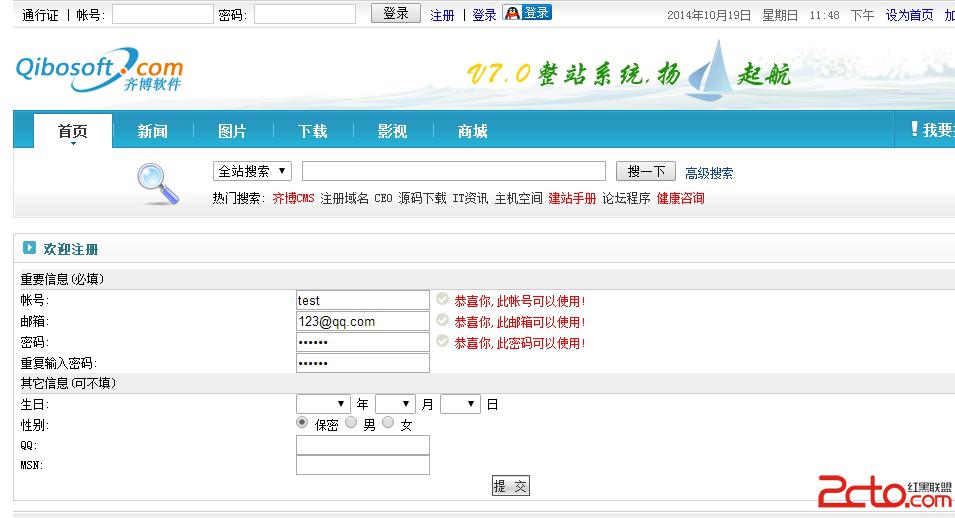 通行证 | 帐号: 密码: 登录 注册 | 登录 登录 2014年10月19日 星期日 11:48 下午 设为首页 加
Qibosoft.com
齐博软件
V7.0整站系统,扬 起航
首页 新闻 图片 下载 影视 商城 !我要
全站搜索 搜一下 高级搜索
热门搜索: 齐博CMS 注册域名 CEO 源码下载 IT资讯 主机空间 建站手册 论坛程序 健康咨询
欢迎注册
重要信息(必填)
帐号: test 恭喜你,此帐号可以使用!
邮箱: 123@qq.com 恭喜你,此邮箱可以使用!
密码: •••••• 恭喜你,此密码可以使用!
重复输入密码: ••••••
其它信息(可不填)
生日: 年 月 日
性别: 保密 男 女
QQ:
MSN:
提 交
2cto.com 红黑联盟